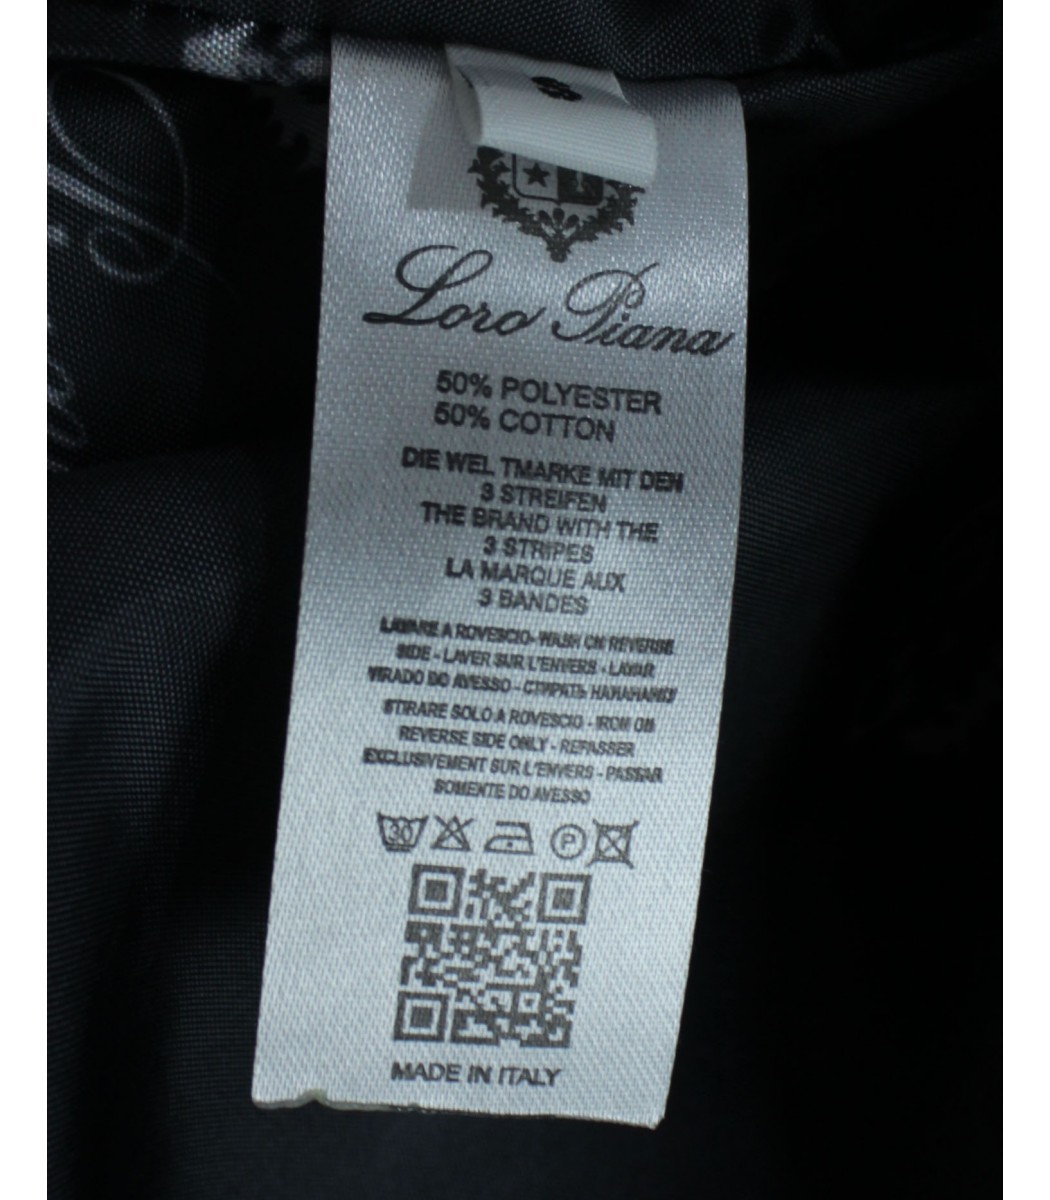 Loro Piana
50% POLYESTER
50% COTTON
DIE WEL TMARKE MIT DEN
3 STREIFEN
THE BRAND WITH THE
3 STRIPES
LA MARQUE AUX
3 BANDES
LAVARE A ROVESCIO-WASH ON REVERSE
SIDE - LAVER SUR L'ENVERS - LAVAR
VIRADO DO AVESSO - СТИРАТЬ
STIRARE SOLO A ROVESCIO - IRON ON
REVERSE SIDE ONLY - REFASSER
EXCLUSIVEMENT SUR L'ENVERS - PASSAR
SOMENTE DO AVESSO
30 P
MADE IN ITALY